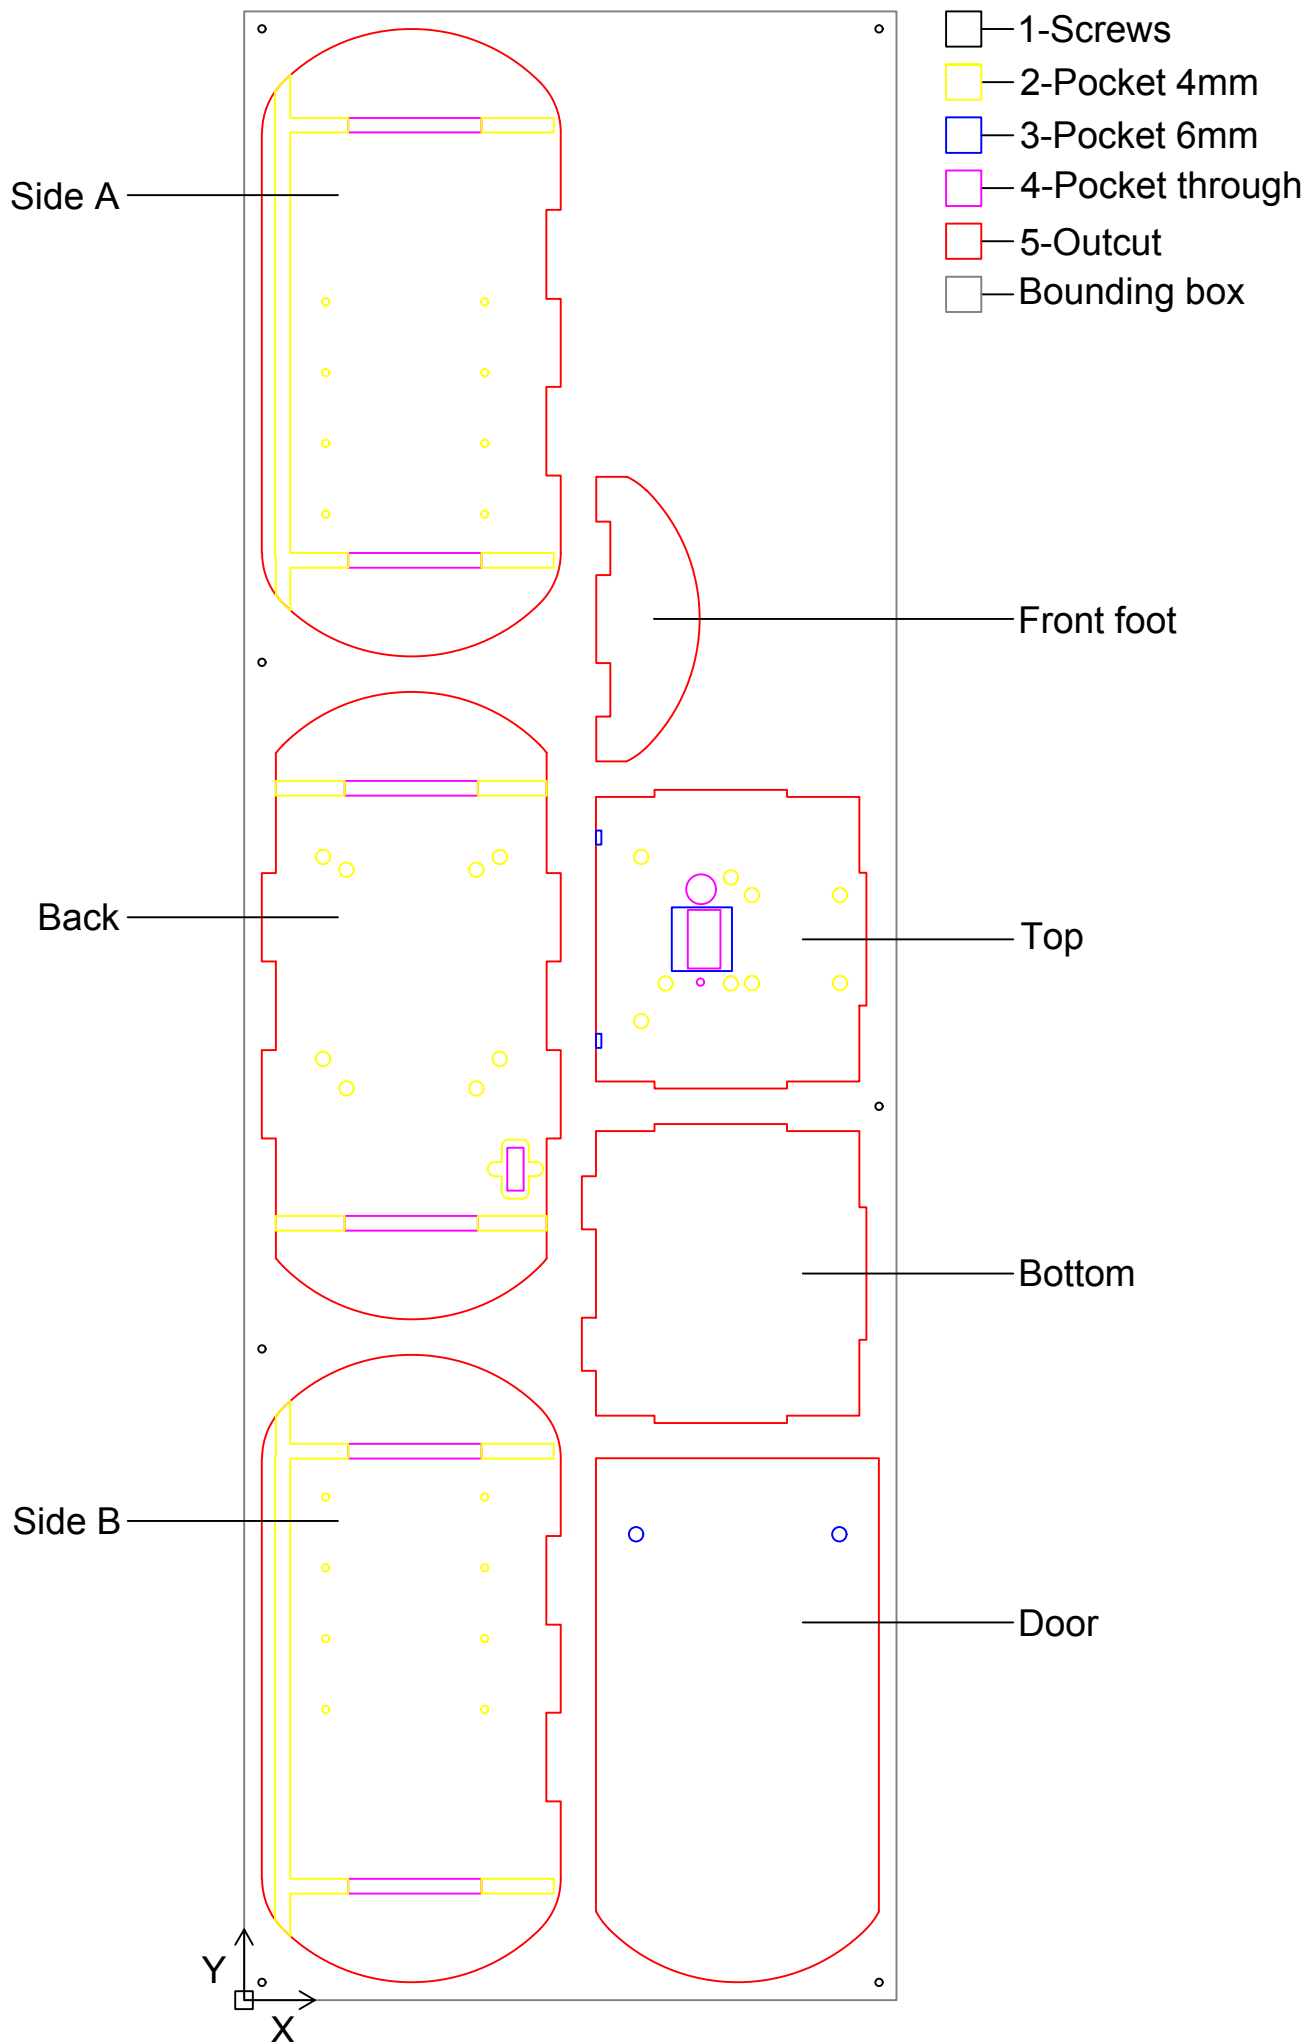 1-Screws
2-Pocket 4mm
3-Pocket 6mm
4-Pocket through
5-Outcut
Bounding box
Side A
Front foot
Back
Top
Bottom
Side B
Door
Y
X